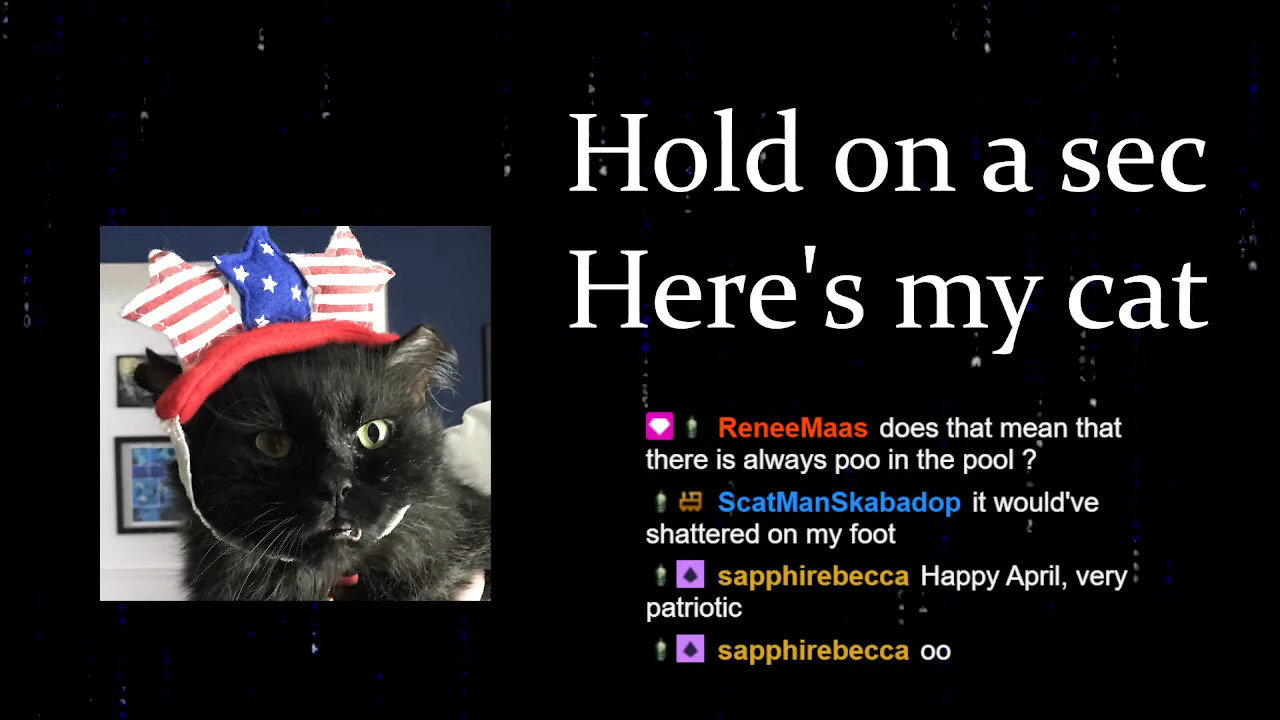 Hold on a sec
Here's my cat
ReneeMaas does that mean that
there is always poo in the pool ?
ScatManSkabadop it would've
shattered on my foot
sapphirebecca Happy April, very
patriotic
sapphirebecca oo